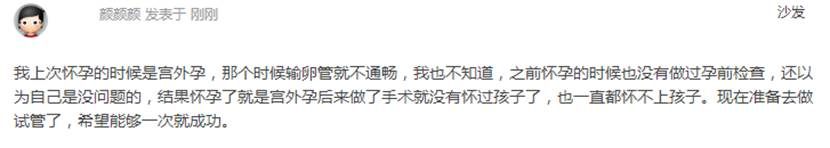 颜颜颜 发表于 刚刚
沙发
我上次怀孕的时候是宫外孕，那个时候输卵管就不通畅，我也不知道，之前怀孕的时候也没有做过孕前检查，还以
为自己是没问题的，结果怀孕了就是宫外孕后来做了手术就没有怀过孩子了，也一直都怀不上孩子。现在准备去做
试管了，希望能够一次就成功。